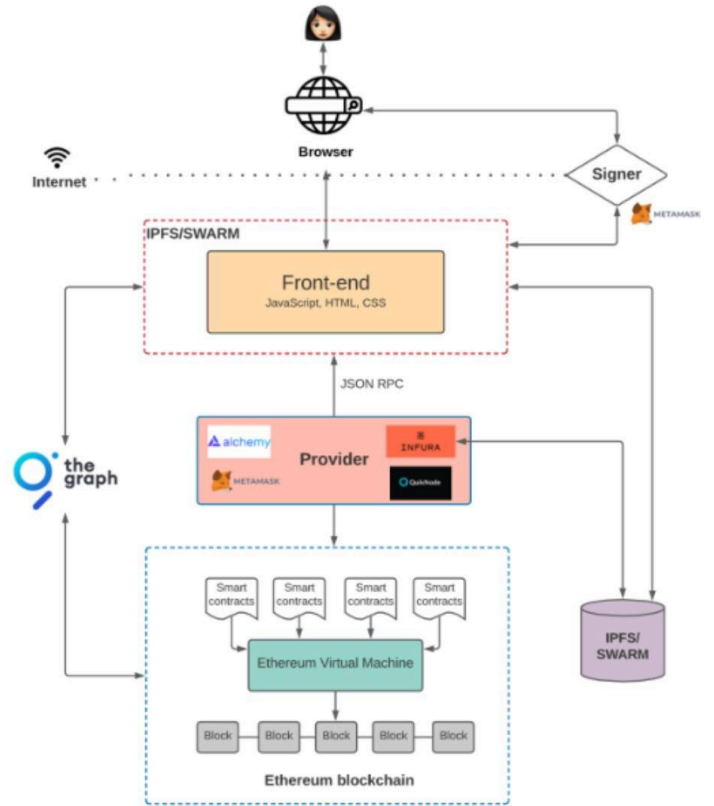 Browser
Internet
Signer
METAMASK
IPFS/SWARM
Front-end
JavaScript, HTML, CSS
JSON RPC
alchemy
INFURA
Provider
METAMASK
QuickNode
the
graph
Smart
contracts
Smart
contracts
Smart
contracts
Smart
contracts
Ethereum Virtual Machine
IPFS/
SWARM
Block
Block
Block
Block
Block
Ethereum blockchain